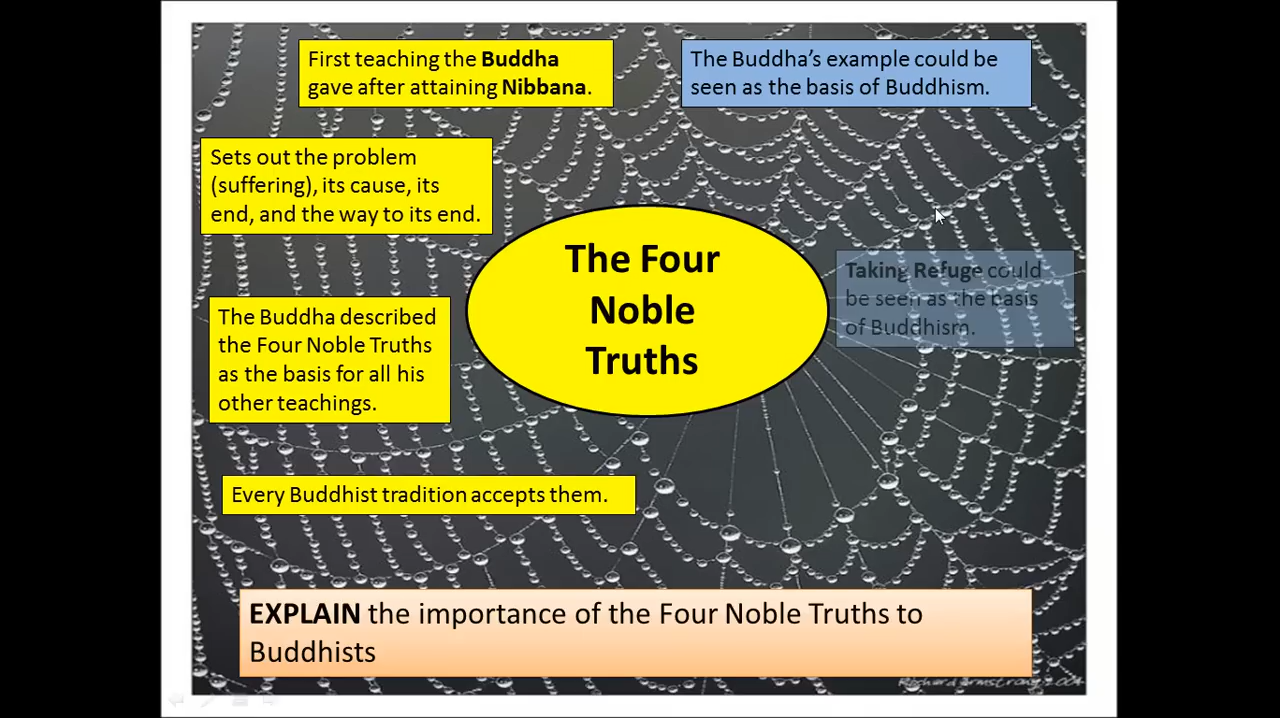 First teaching the Buddha
gave after attaining Nibbana.
The Buddha’s example could be
seen as the basis of Buddhism.
Sets out the problem
(suffering), its cause, its
end, and the way to its end.
The Four
Noble
Truths
Taking Refuge could
be seen as the basis
of Buddhism.
The Buddha described
the Four Noble Truths
as the basis for all his
other teachings.
Every Buddhist tradition accepts them.
EXPLAIN the importance of the Four Noble Truths to
Buddhists